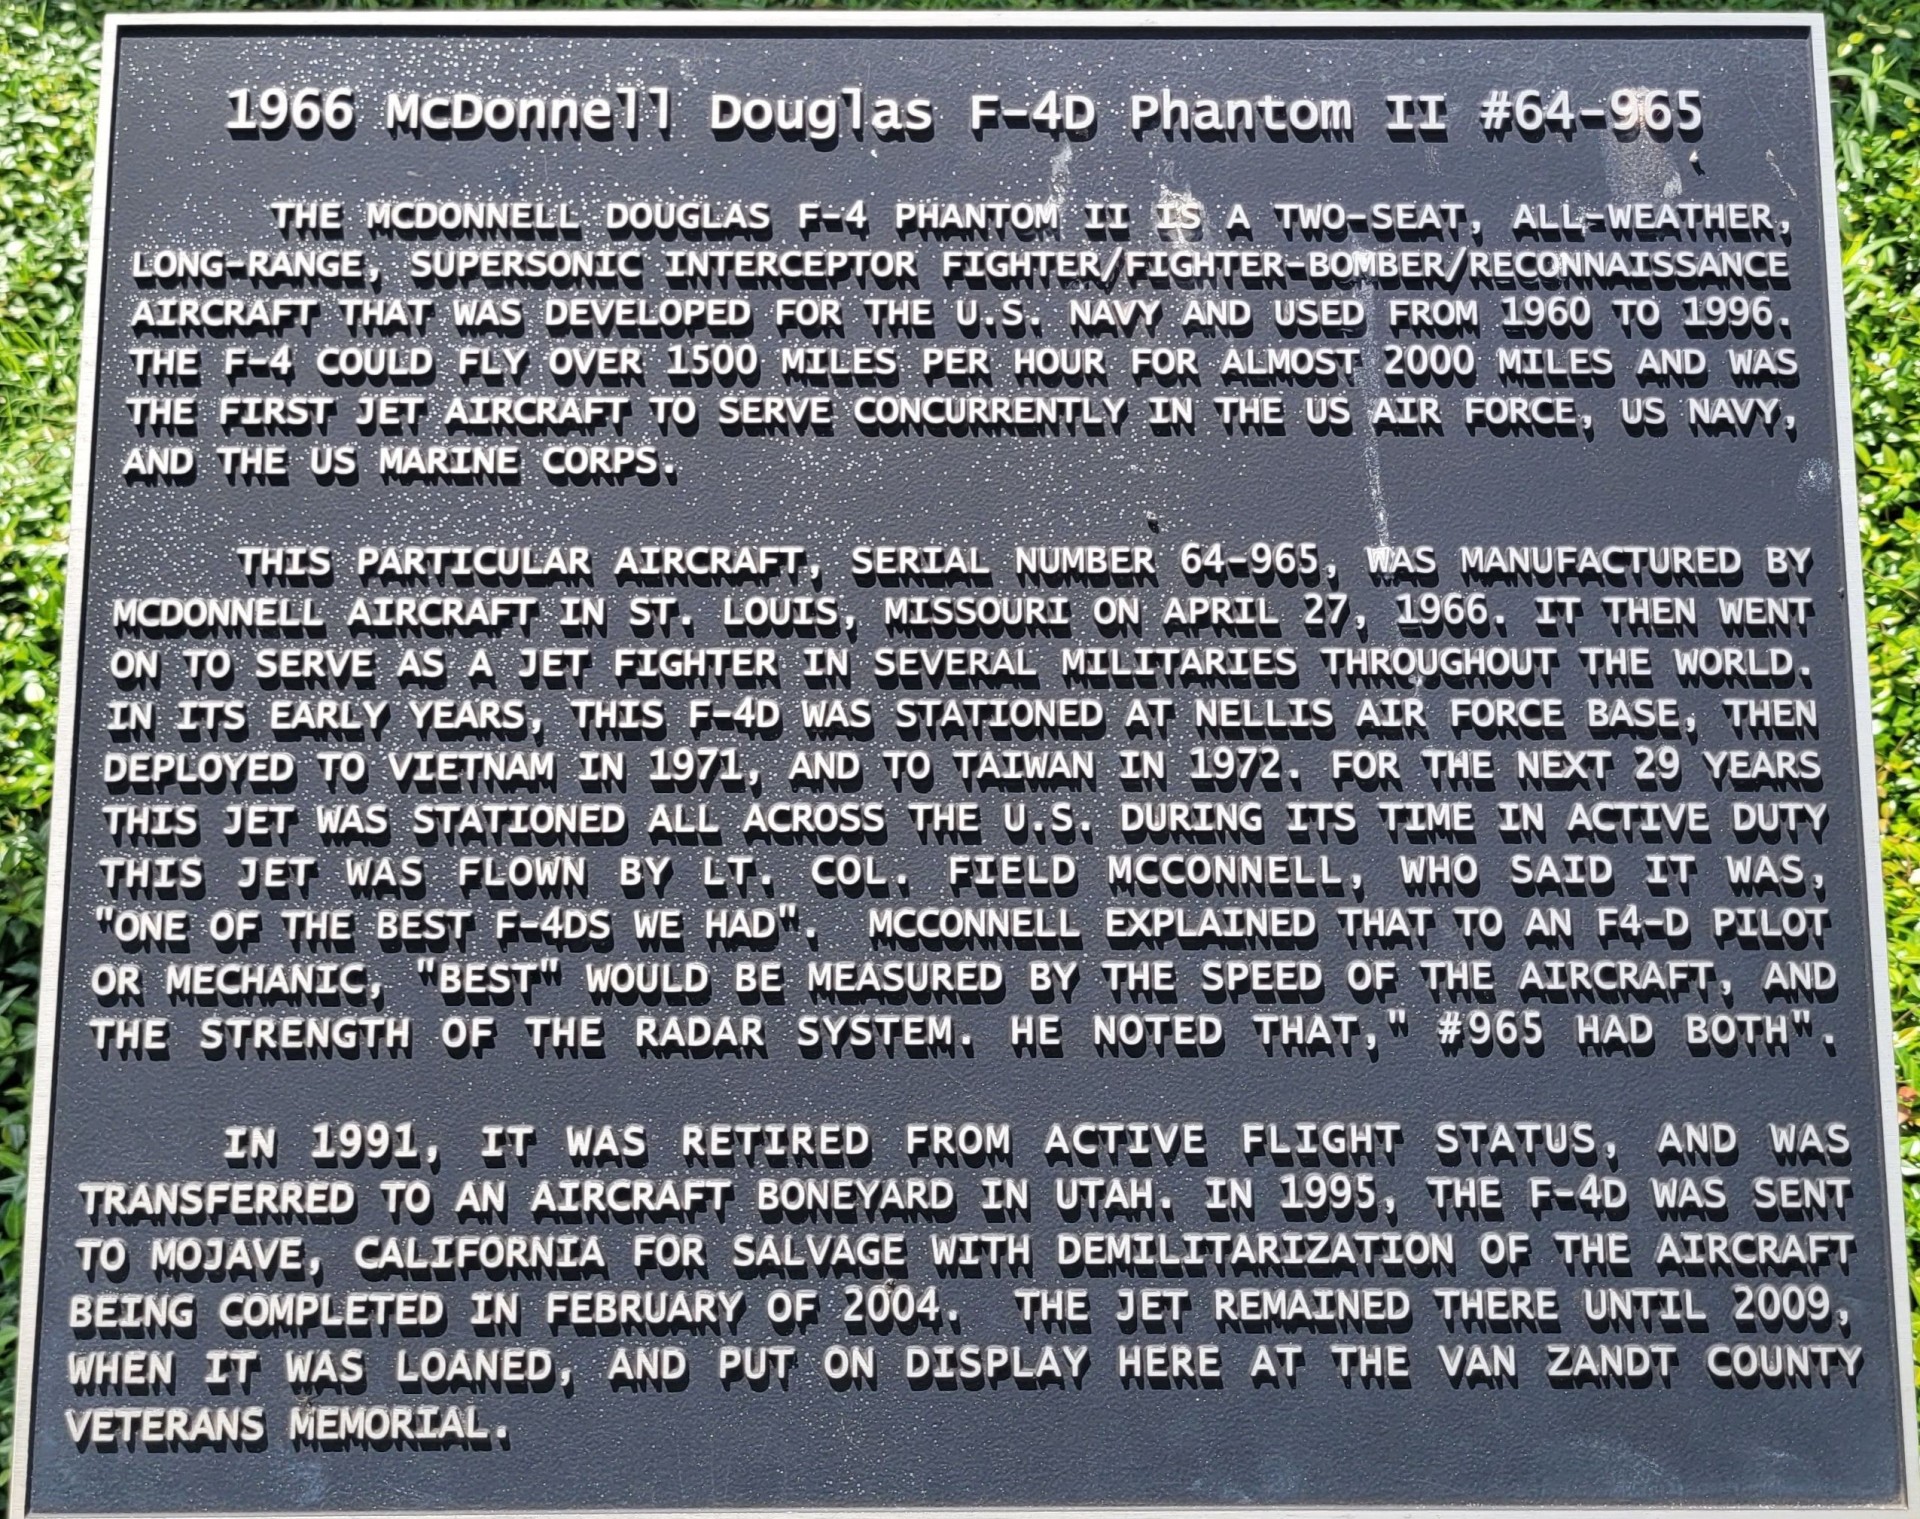 1966 McDonnell Douglas F-4D Phantom II #64-965
THE MCDONNELL DOUGLAS F-4 PHANTOM II IS A TWO-SEAT, ALL-WEATHER,
LONG-RANGE, SUPERSONIC INTERCEPTOR FIGHTER/FIGHTER-BOMBER/RECONNAISSANCE
AIRCRAFT THAT WAS DEVELOPED FOR THE U.S. NAVY AND USED FROM 1960 TO 1996.
THE F-4 COULD FLY OVER 1500 MILES PER HOUR FOR ALMOST 2000 MILES AND WAS
THE FIRST JET AIRCRAFT TO SERVE CONCURRENTLY IN THE US AIR FORCE, US NAVY,
AND THE US MARINE CORPS.
THIS PARTICULAR AIRCRAFT, SERIAL NUMBER 64-965, WAS MANUFACTURED BY
MCDONNELL AIRCRAFT IN ST. LOUIS, MISSOURI ON APRIL 27, 1966. IT THEN WENT
ON TO SERVE AS A JET FIGHTER IN SEVERAL MILITARIES THROUGHOUT THE WORLD.
IN ITS EARLY YEARS, THIS F-4D WAS STATIONED AT NELLIS AIR FORCE BASE, THEN
DEPLOYED TO VIETNAM IN 1971, AND TO TAIWAN IN 1972. FOR THE NEXT 29 YEARS
THIS JET WAS STATIONED ALL ACROSS THE U.S. DURING ITS TIME IN ACTIVE DUTY
THIS JET WAS FLOWN BY LT. COL. FIELD MCCONNELL, WHO SAID IT WAS,
"ONE OF THE BEST F-4DS WE HAD". MCCONNELL EXPLAINED THAT TO AN F4-D PILOT
OR MECHANIC, "BEST" WOULD BE MEASURED BY THE SPEED OF THE AIRCRAFT, AND
THE STRENGTH OF THE RADAR SYSTEM. HE NOTED THAT," #965 HAD BOTH".
IN 1991, IT WAS RETIRED FROM ACTIVE FLIGHT STATUS, AND WAS
TRANSFERRED TO AN AIRCRAFT BONEYARD IN UTAH. IN 1995, THE F-4D WAS SENT
TO MOJAVE, CALIFORNIA FOR SALVAGE WITH DEMILITARIZATION OF THE AIRCRAFT
BEING COMPLETED IN FEBRUARY OF 2004. THE JET REMAINED THERE UNTIL 2009,
WHEN IT WAS LOANED, AND PUT ON DISPLAY HERE AT THE VAN ZANDT COUNTY
VETERANS MEMORIAL.